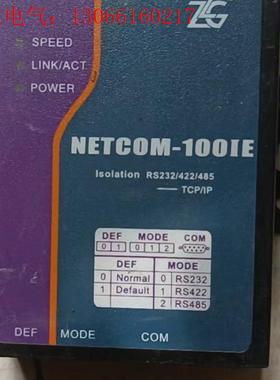 电气：13066160217
ZLG
SPEED
LINK/ACT
POWER
NETCOM-100IE
Isolation RS232/422/485
TCP/IP
DEF MODE COM
0 1 0 1 2
DEF MODE
0 Normal 0 RS232
1 Default 1 RS422
2 RS485
DEF MODE COM